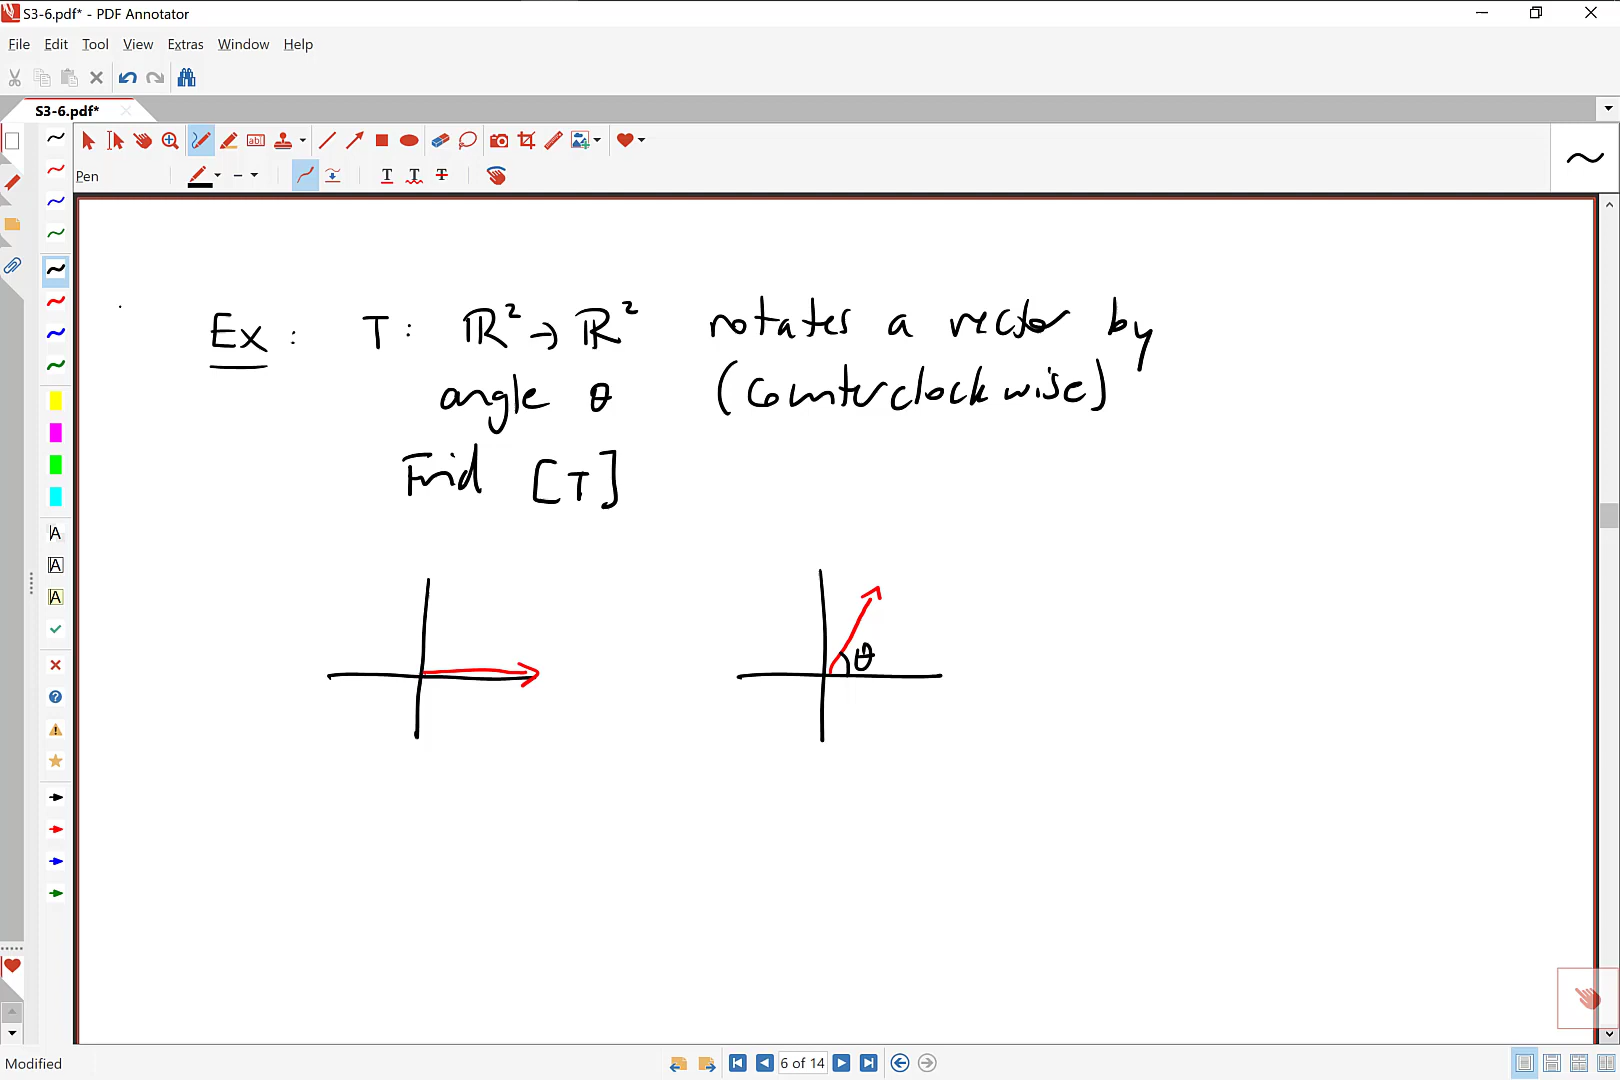 S3-6.pdf* - PDF Annotator
File Edit Tool View Extras Window Help
S3-6.pdf*
Pen
Ex : T : ℝ² → ℝ² rotates a vector by
angle θ (counterclockwise)
Find [T]
θ
Modified
6 of 14